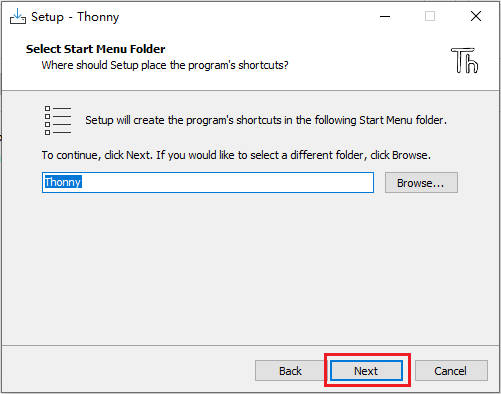 Setup - Thonny
Select Start Menu Folder
Where should Setup place the program's shortcuts?
Th
Setup will create the program's shortcuts in the following Start Menu folder.
To continue, click Next. If you would like to select a different folder, click Browse.
Thonny
Browse...
Back
Next
Cancel